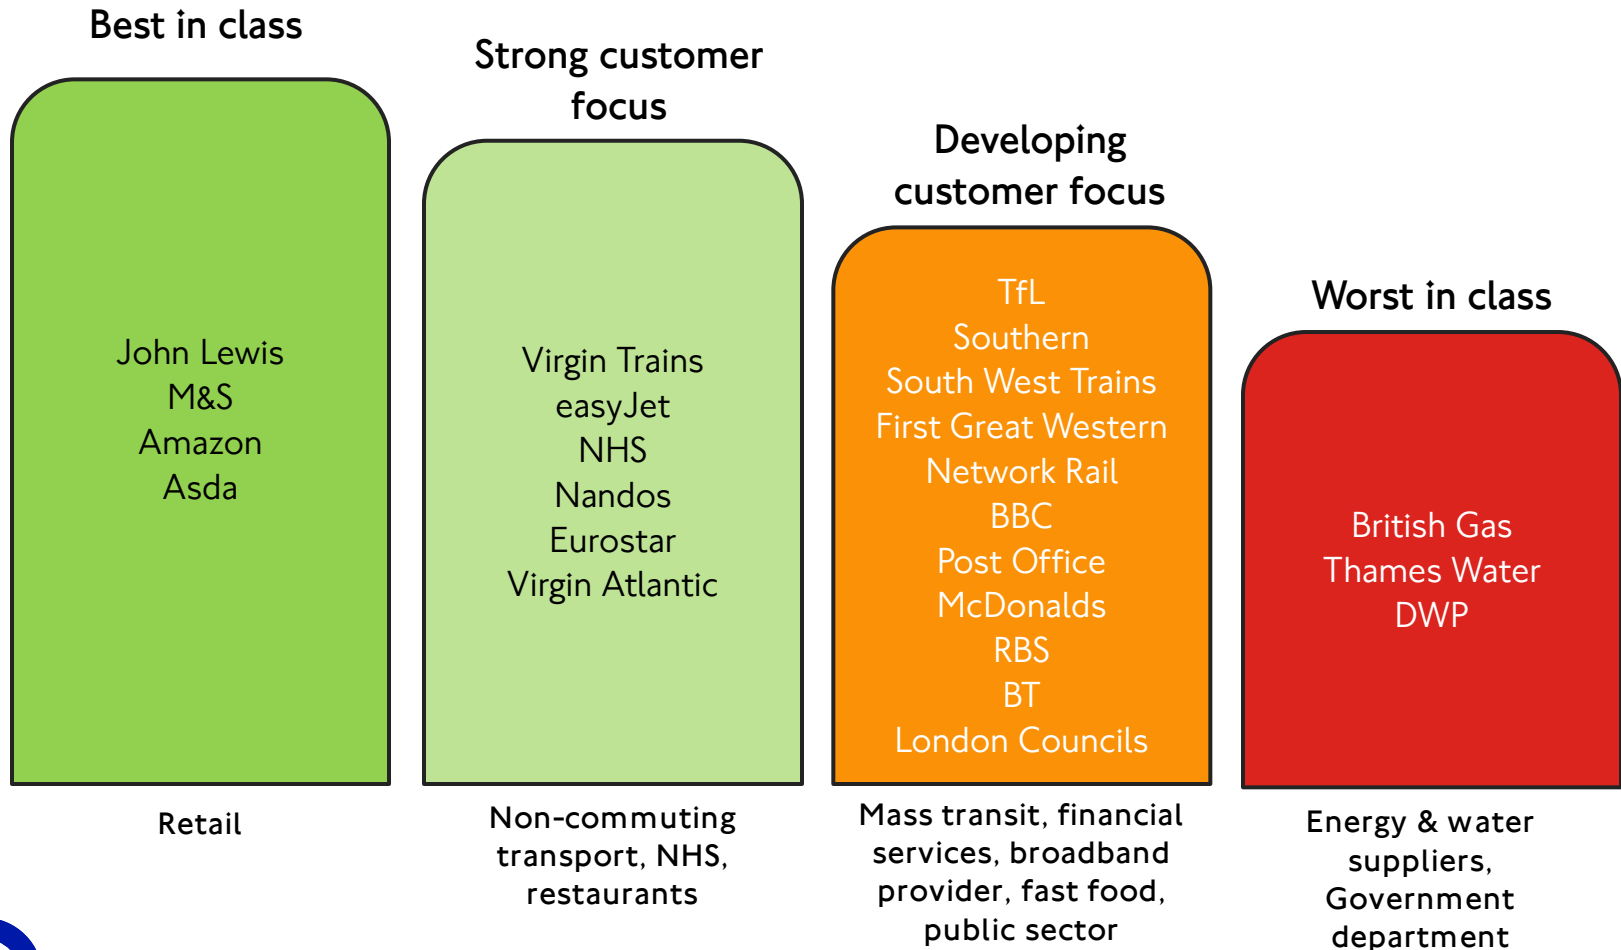 Best in class
John Lewis
M&S
Amazon
Asda
Retail
Strong customer
focus
Virgin Trains
easyJet
NHS
Nandos
Eurostar
Virgin Atlantic
Non-commuting
transport, NHS,
restaurants
Developing
customer focus
TfL
Southern
South West Trains
First Great Western
Network Rail
BBC
Post Office
McDonalds
RBS
BT
London Councils
Mass transit, financial
services, broadband
provider, fast food,
public sector
Worst in class
British Gas
Thames Water
DWP
Energy & water
suppliers,
Government
department